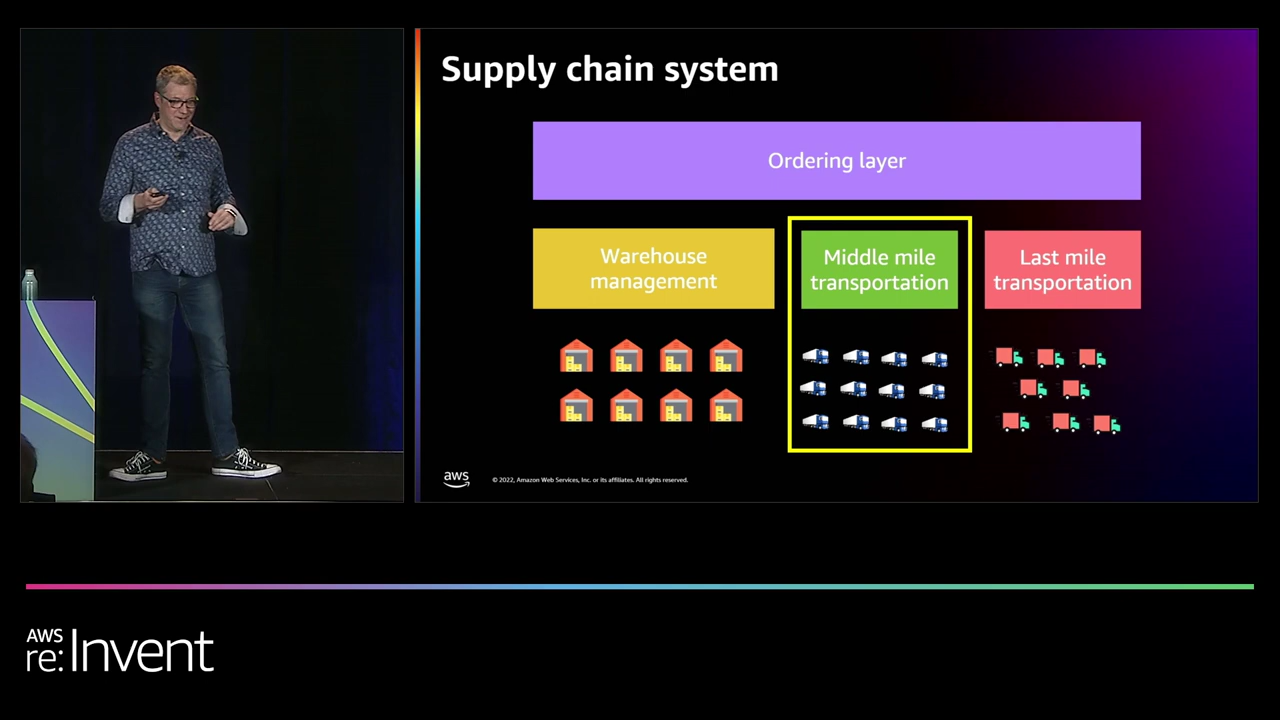 Supply chain system
Ordering layer
Warehouse
management
Middle mile
transportation
Last mile
transportation
aws
© 2022, Amazon Web Services, Inc. or its affiliates. All rights reserved.
AWS
re:Invent